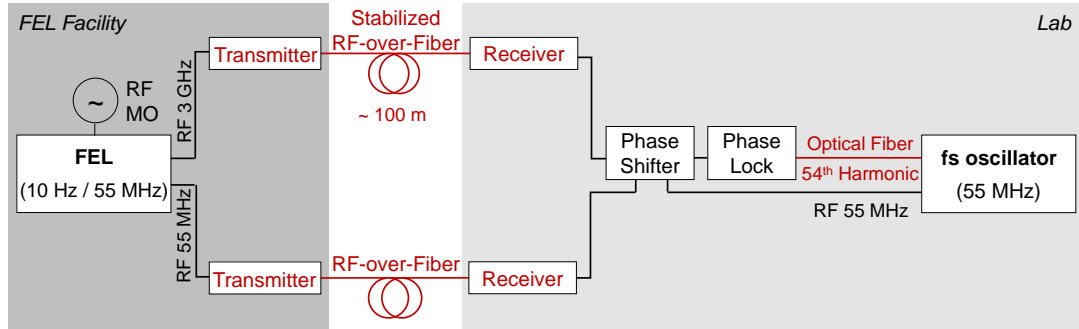 FEL Facility
Stabilized
RF-over-Fiber
~ 100 m
Lab
Transmitter
Receiver
~
RF
MO
RF 3 GHz
FEL
(10 Hz / 55 MHz)
RF 55 MHz
Phase
Shifter
Phase
Lock
Optical Fiber
54th Harmonic
RF 55 MHz
fs oscillator
(55 MHz)
Transmitter
RF-over-Fiber
Receiver